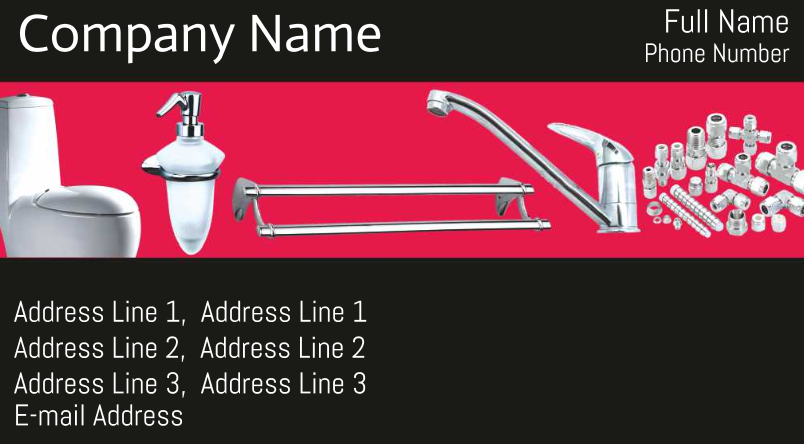 Company Name
Full Name
Phone Number
Address Line 1, Address Line 1
Address Line 2, Address Line 2
Address Line 3, Address Line 3
E-mail Address